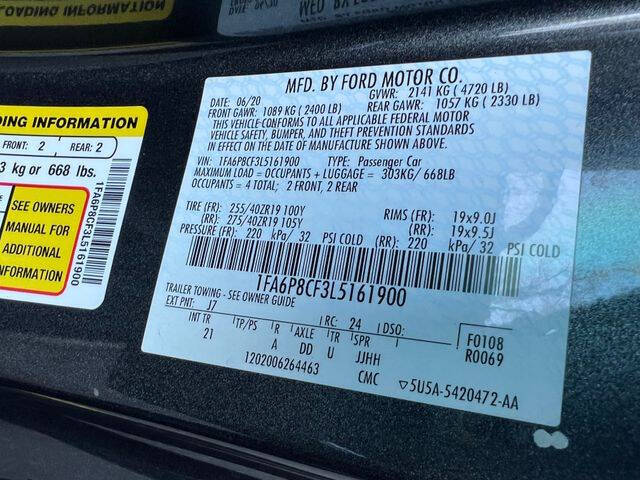 LOADING INFORMATION
DING INFORMATION
FRONT: 2 REAR: 2
3 kg or 668 lbs.
SEE OWNERS
MANUAL FOR
ADDITIONAL
INFORMATION
1FA6P8CF3L5161900
MFD. BY FORD MOTOR CO.
DATE: 06/20 GVWR: 2141 KG ( 4720 LB)
FRONT GAWR: 1089 KG ( 2400 LB) REAR GAWR: 1057 KG ( 2330 LB)
THIS VEHICLE CONFORMS TO ALL APPLICABLE FEDERAL MOTOR
VEHICLE SAFETY, BUMPER, AND THEFT PREVENTION STANDARDS
IN EFFECT ON THE DATE OF MANUFACTURE SHOWN ABOVE.
VIN: 1FA6P8CF3L5161900 TYPE: Passenger Car
MAXIMUM LOAD = OCCUPANTS + LUGGAGE = 303KG/ 668LB
OCCUPANTS = 4 TOTAL; 2 FRONT, 2 REAR
TIRE (FR): 255/40ZR19 100Y RIMS (FR): 19x9.0J
(RR): 275/40ZR19 105Y (RR): 19x9.5J
PRESSURE (FR): 220 kPa/ 32 PSI COLD (RR): 220 kPa/ 32 PSI COLD
1FA6P8CF3L5161900
TRAILER TOWING - SEE OWNER GUIDE
EXT PNT: J7 RC: 24 DSO:
INT TR TP/PS R AXLE TR SPR F0108
21 A DD U JJHH R0069
1202006264463 CMC ▽5U5A-5420472-AA